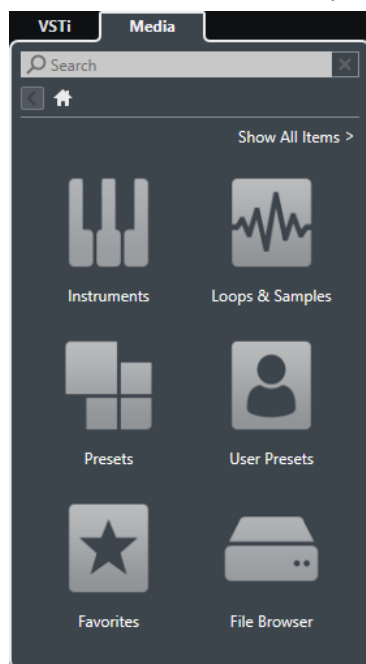 VSTi Media
Search
Show All Items >
Instruments Loops & Samples
Presets User Presets
Favorites File Browser